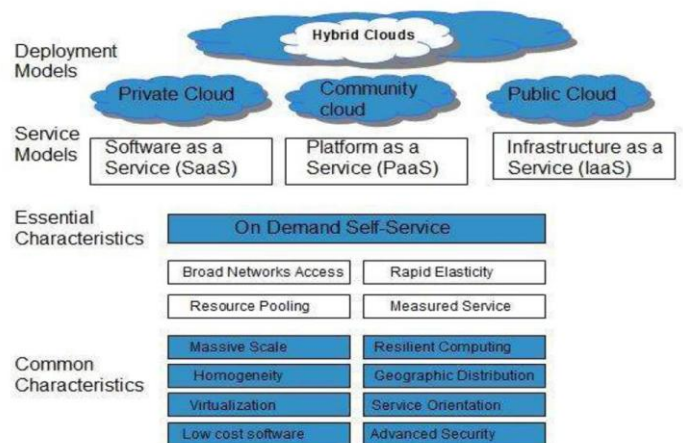 Hybrid Clouds
Deployment
Models
Private Cloud
Community
cloud
Public Cloud
Service
Models
Software as a
Service (SaaS)
Platform as a
Service (PaaS)
Infrastructure as a
Service (IaaS)
Essential
Characteristics
On Demand Self-Service
Broad Networks Access
Rapid Elasticity
Resource Pooling
Measured Service
Common
Characteristics
Massive Scale
Resilient Computing
Homogeneity
Geographic Distribution
Virtualization
Service Orientation
Low cost software
Advanced Security